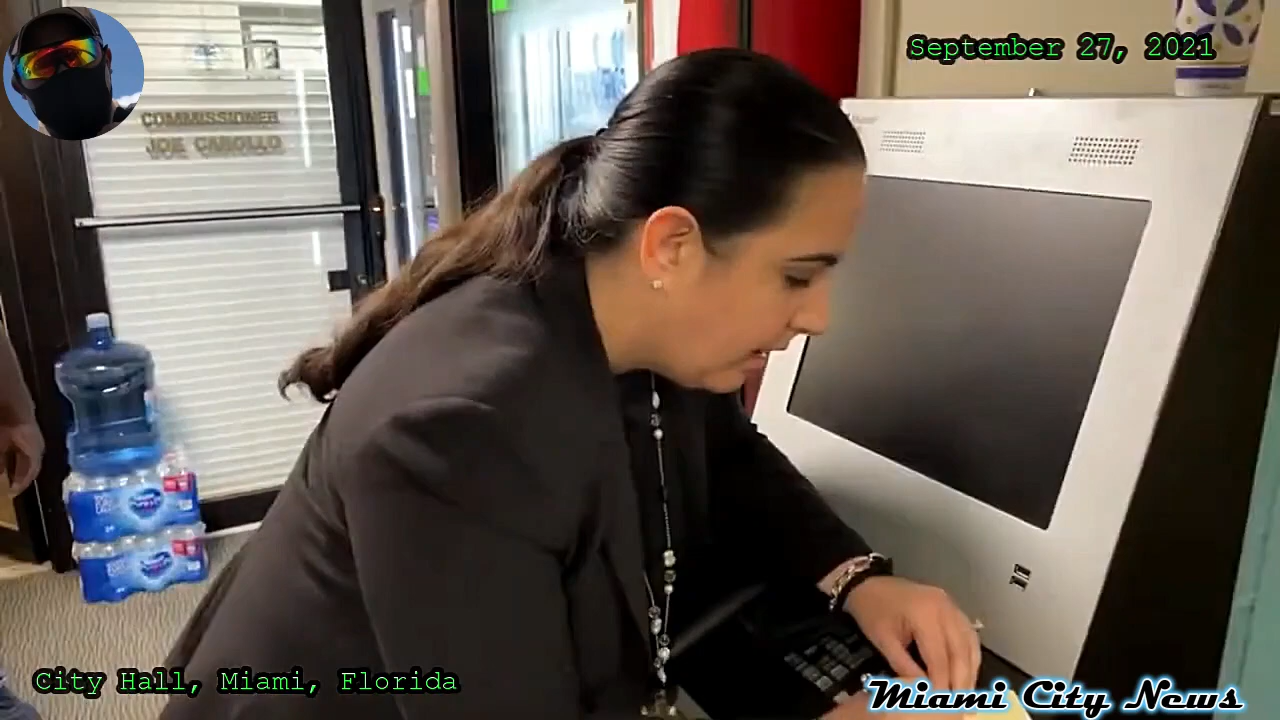 September 27, 2021
COMMISSIONER
JOE CAROLLO
City Hall, Miami, Florida
Miami City News